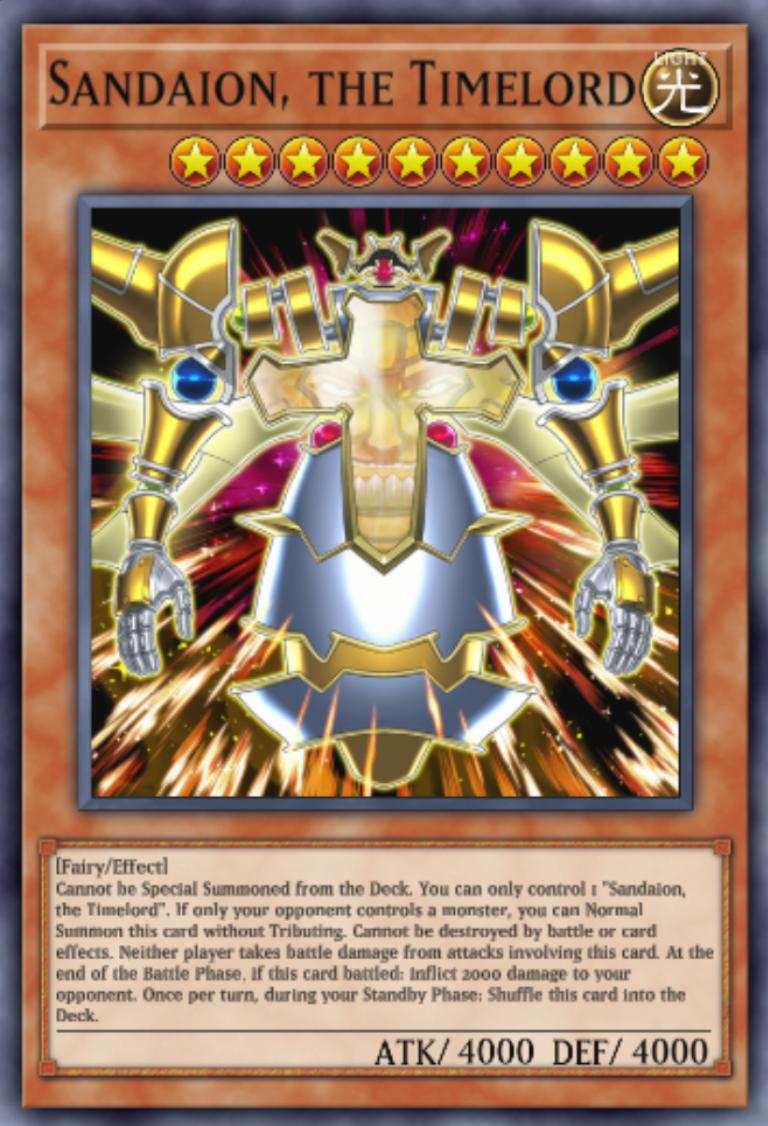 SANDAION, THE TIMELORD
LIGHT
光
[Fairy/Effect]
Cannot be Special Summoned from the Deck. You can only control 1 "Sandaion,
the Timelord". If only your opponent controls a monster, you can Normal
Summon this card without Tributing. Cannot be destroyed by battle or card
effects. Neither player takes battle damage from attacks involving this card. At the
end of the Battle Phase, if this card battled: Inflict 2000 damage to your
opponent. Once per turn, during your Standby Phase: Shuffle this card into the
Deck.
ATK/ 4000 DEF/ 4000